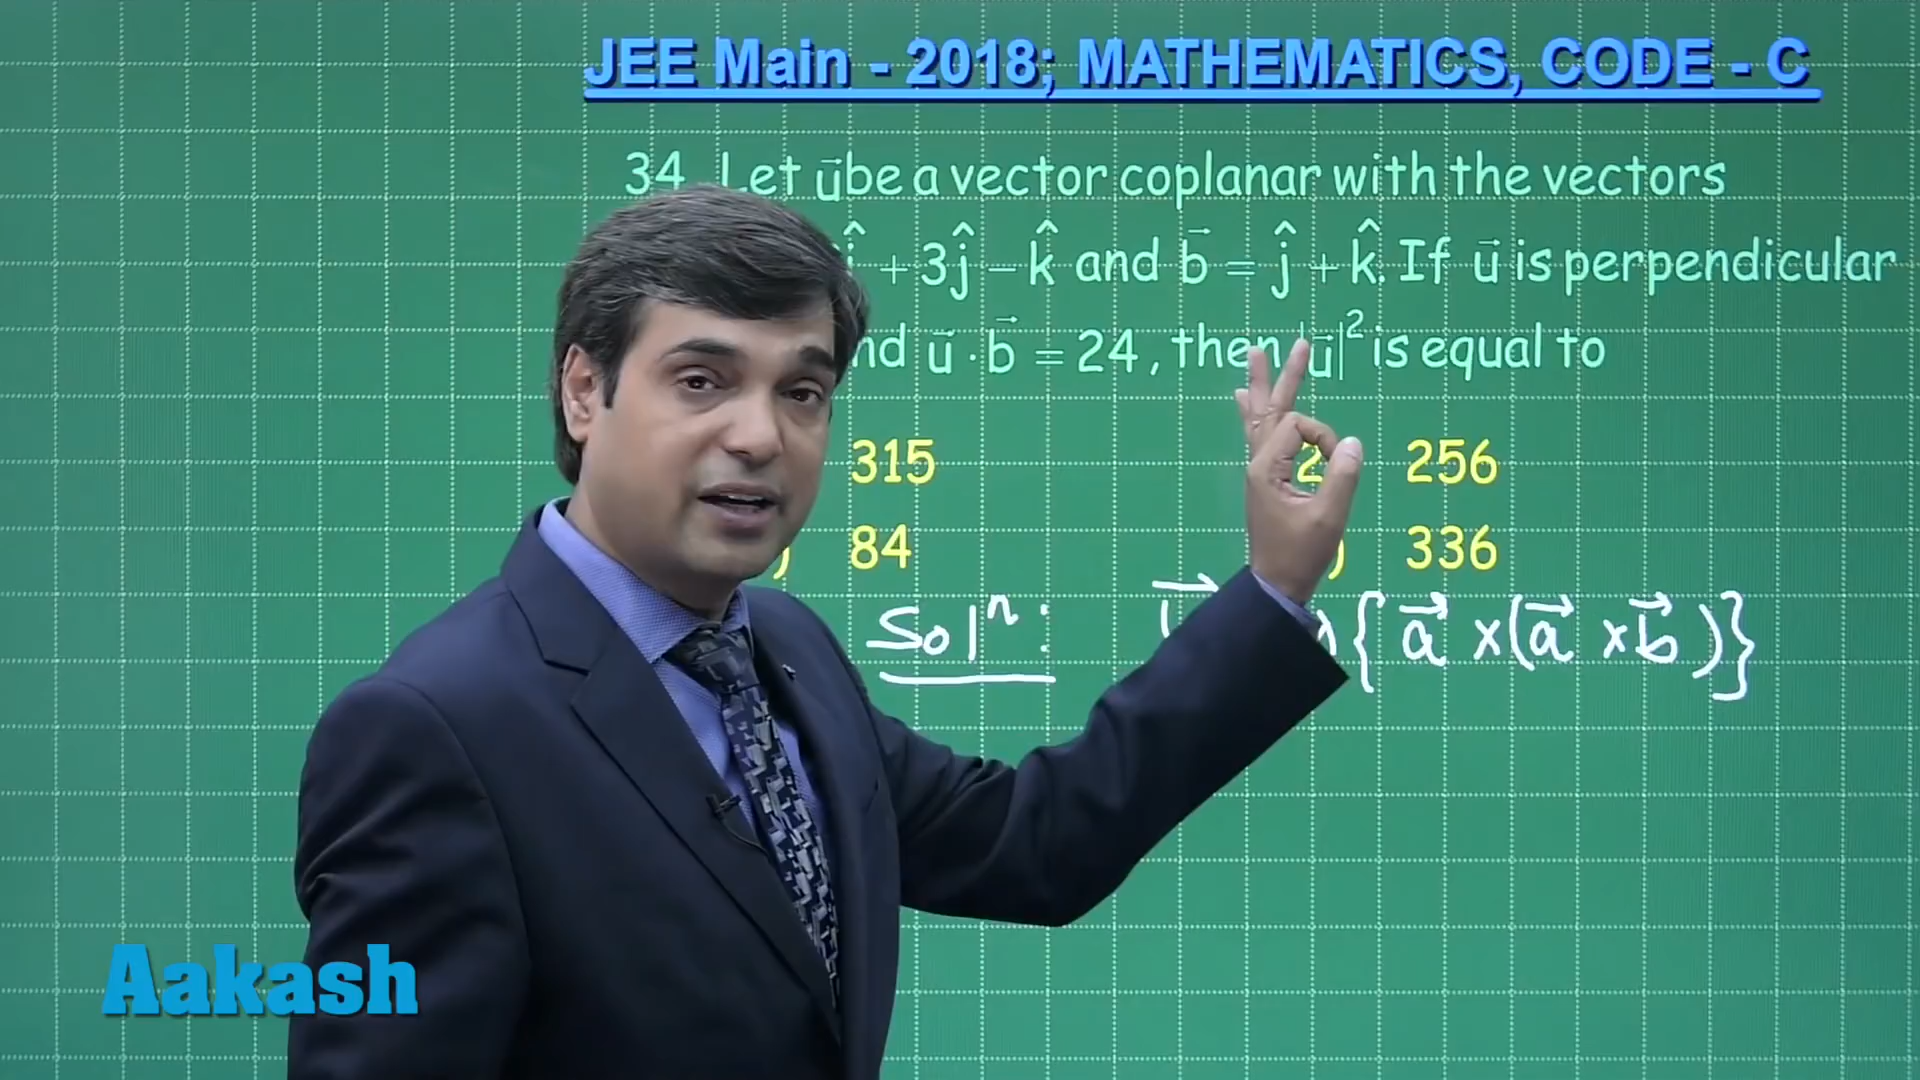 JEE Main - 2018; MATHEMATICS, CODE - C
34. Let u⃗ be a vector coplanar with the vectors
î + 3ĵ – k̂ and b⃗ = ĵ + k̂. If u⃗ is perpendicular
u⃗ · b⃗ = 24, then |u⃗|² is equal to
315 256
84 336
Solⁿ: {a⃗ × (a⃗ × b⃗)}
Aakash